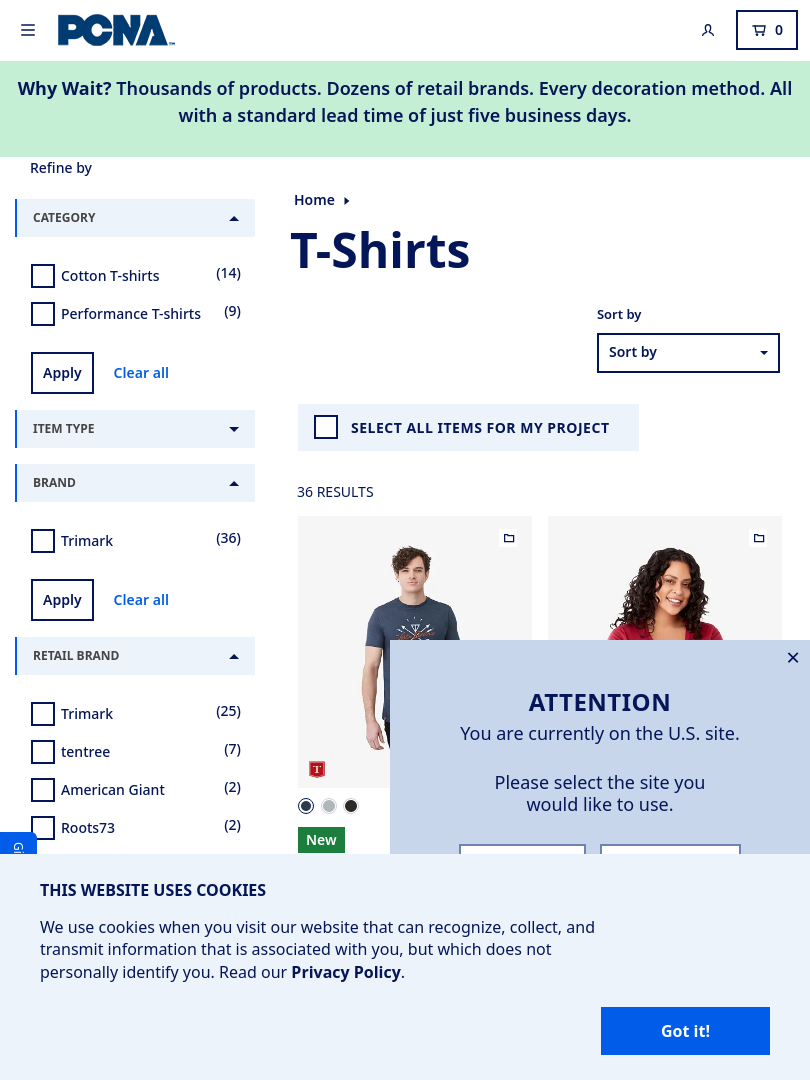 PCNA
0
Why Wait? Thousands of products. Dozens of retail brands. Every decoration method. All
with a standard lead time of just five business days.
Refine by
CATEGORY
Cotton T-shirts (14)
Performance T-shirts (9)
Apply Clear all
ITEM TYPE
BRAND
Trimark (36)
Apply Clear all
RETAIL BRAND
Trimark (25)
tentree (7)
American Giant (2)
Roots73 (2)
Home
T-Shirts
Sort by
Sort by
SELECT ALL ITEMS FOR MY PROJECT
36 RESULTS
T
New
ATTENTION
You are currently on the U.S. site.
Please select the site you
would like to use.
THIS WEBSITE USES COOKIES
We use cookies when you visit our website that can recognize, collect, and
transmit information that is associated with you, but which does not
personally identify you. Read our Privacy Policy.
Got it!